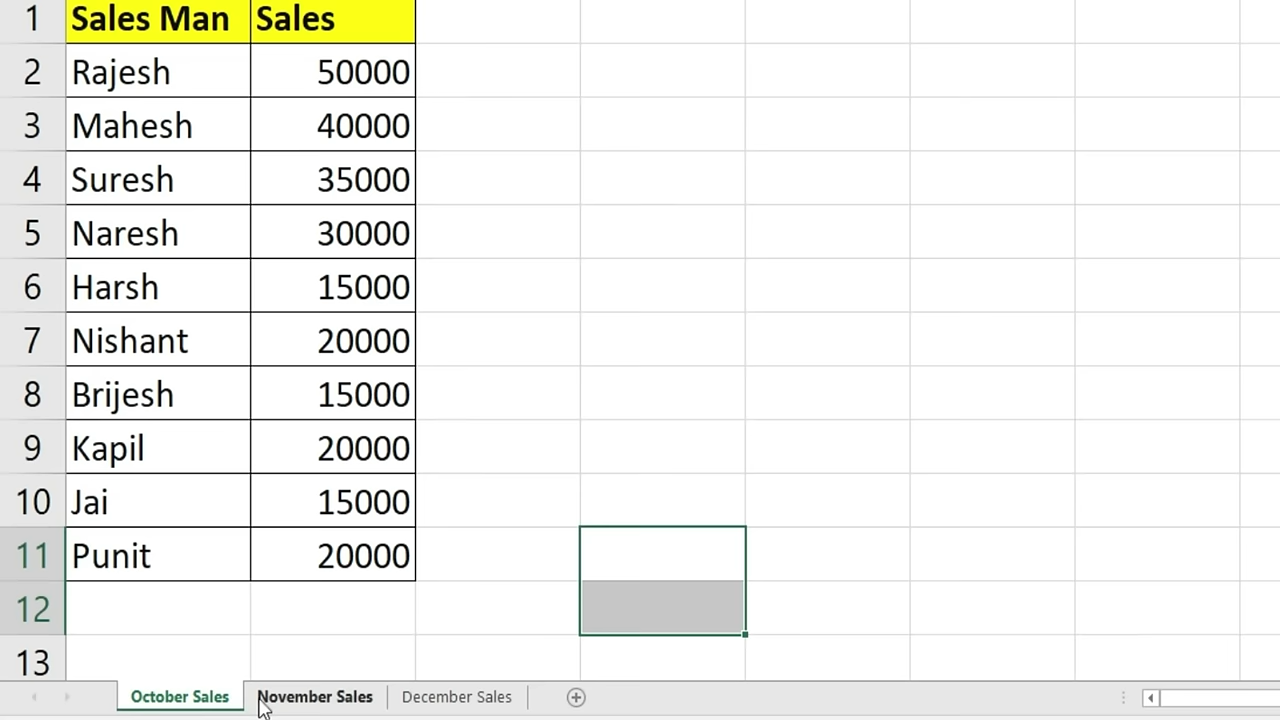 1 Sales Man Sales
2 Rajesh 50000
3 Mahesh 40000
4 Suresh 35000
5 Naresh 30000
6 Harsh 15000
7 Nishant 20000
8 Brijesh 15000
9 Kapil 20000
10 Jai 15000
11 Punit 20000
12
13
October Sales November Sales December Sales